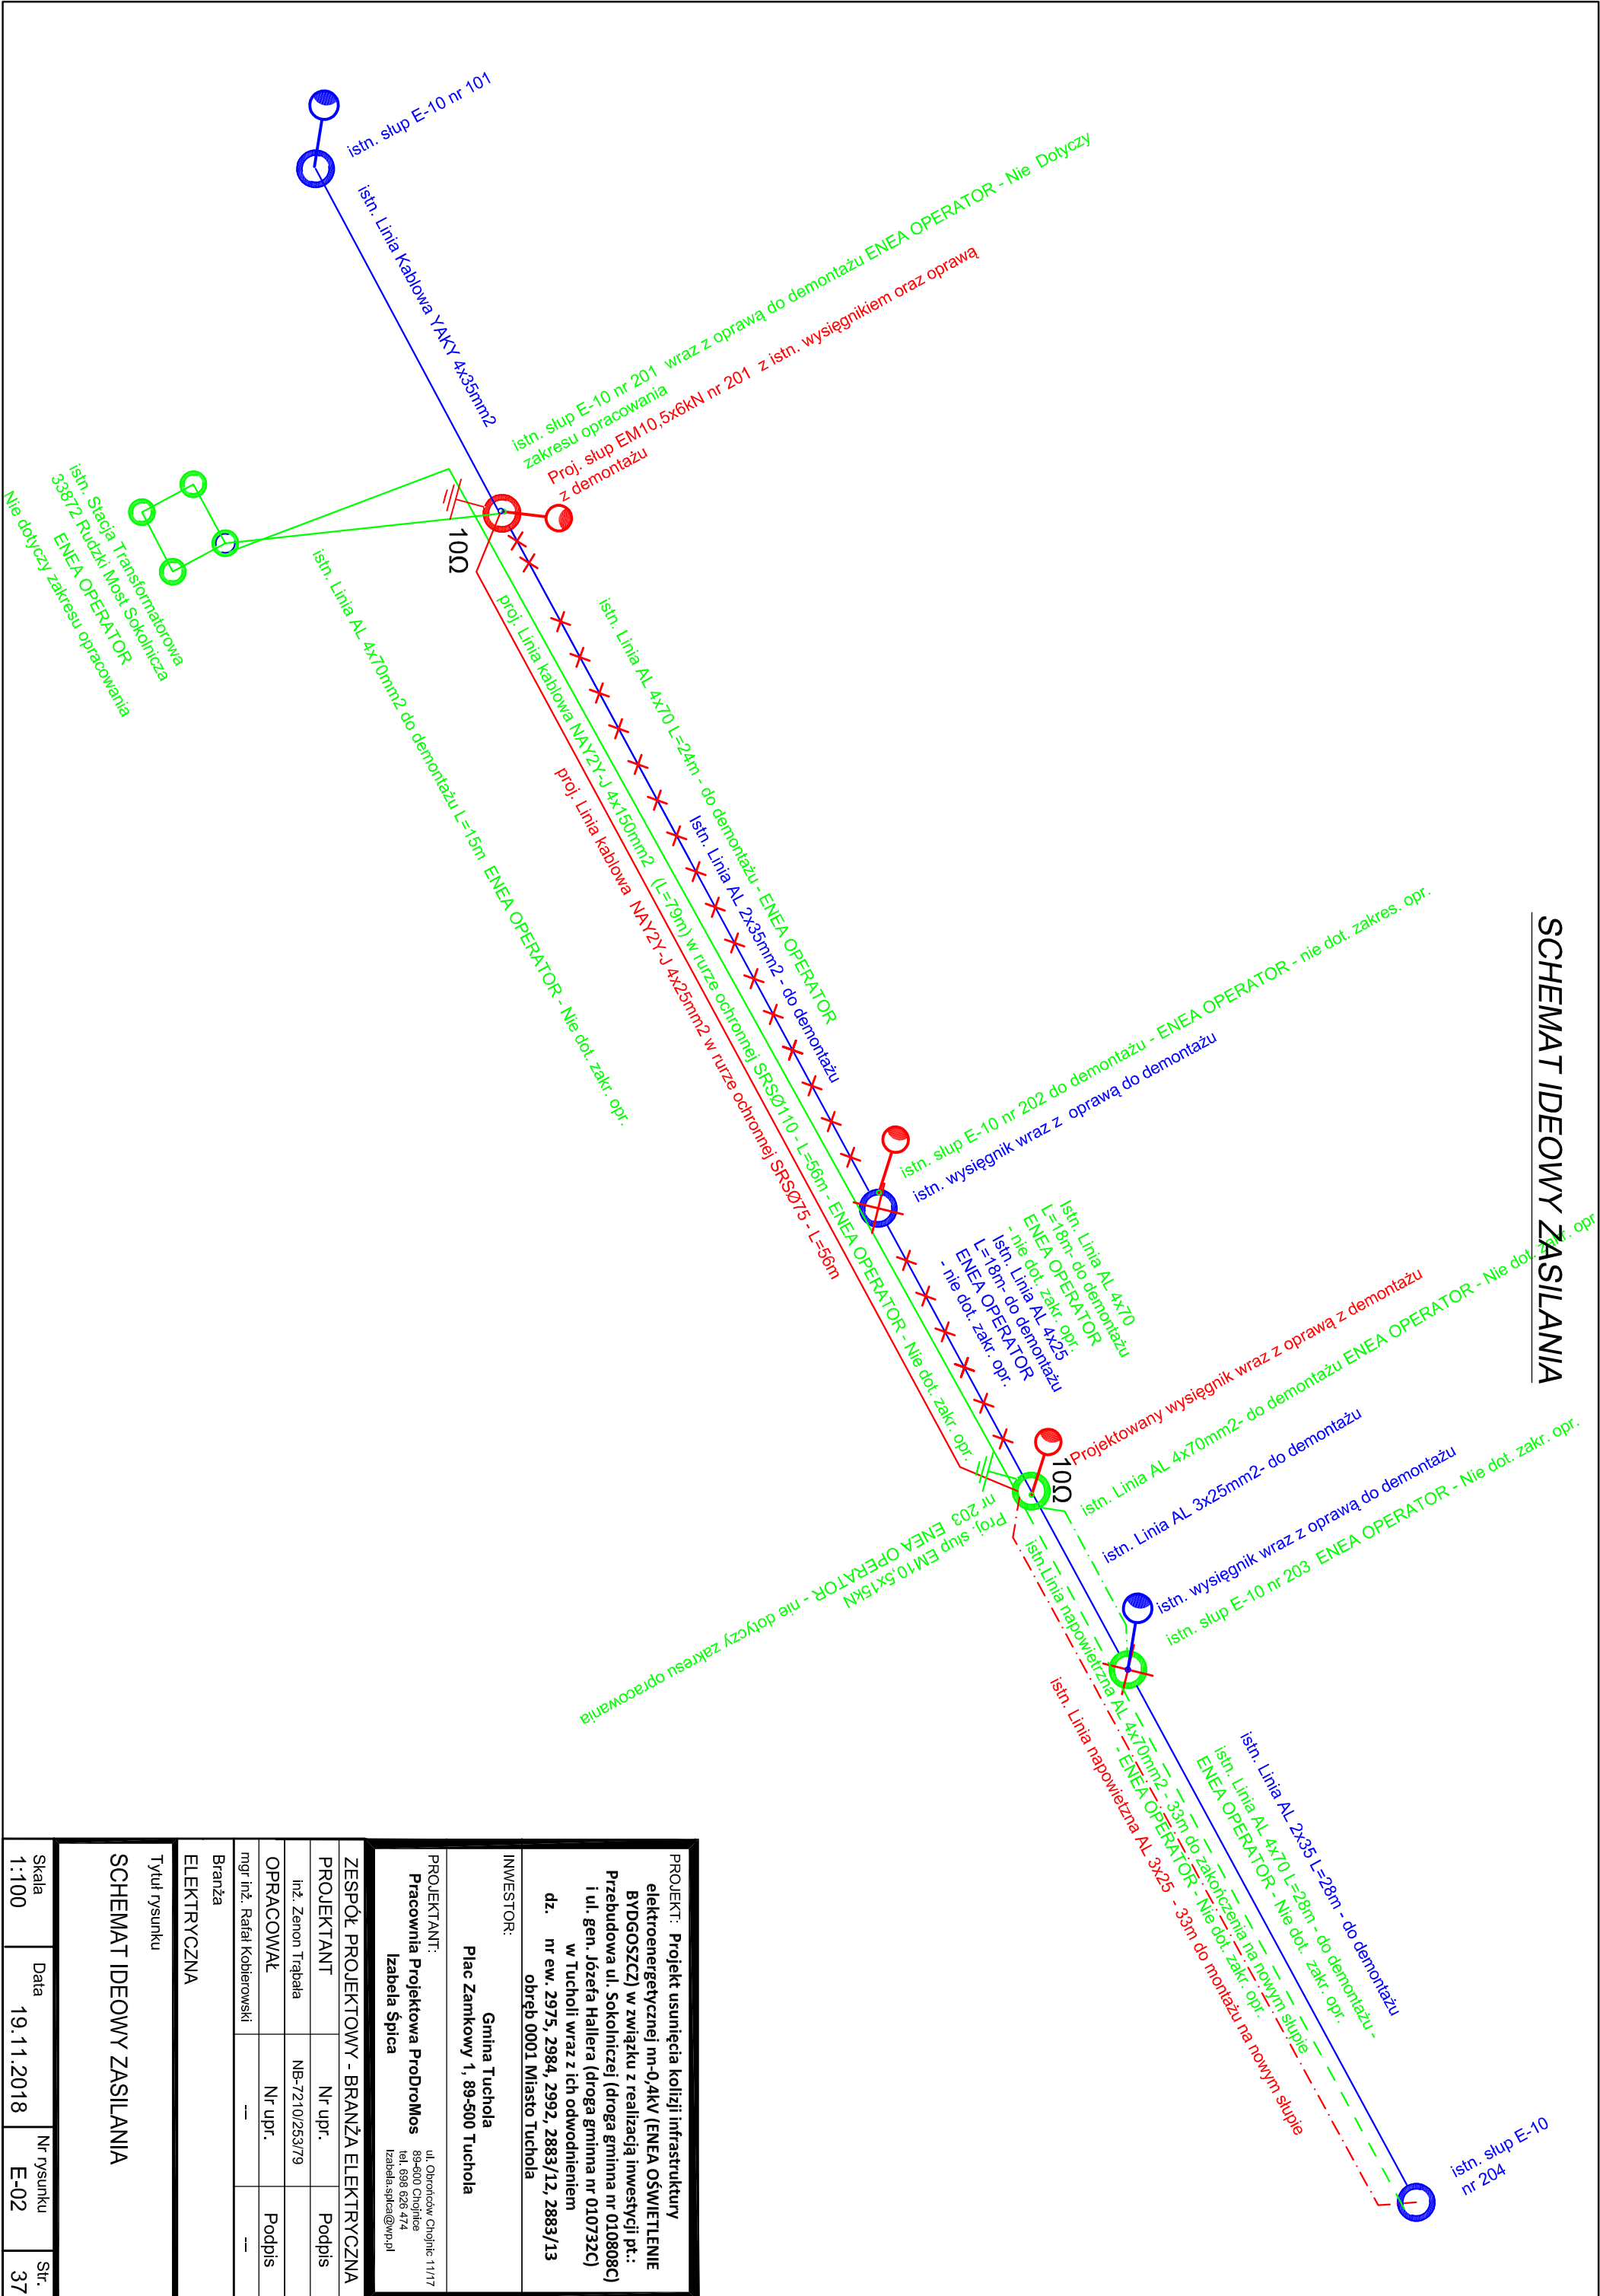 SCHEMAT IDEOWY ZASILANIA
istn. słup E-10 nr 101
istn. Linia Kablowa YAKY 4x35mm2
istn. słup E-10 nr 201 wraz z oprawą do demontażu ENEA OPERATOR - Nie Dotyczy
zakresu opracowania
Proj. słup EM10,5x6kN nr 201 z istn. wysięgnikiem oraz oprawą
z demontażu
10Ω
istn. Stacja Transformatorowa
33872 Rudzki Most Sokolnicza
ENEA OPERATOR
Nie dotyczy zakresu opracowania
istn. Linia AL 4x70mm2 do demontażu L=15m ENEA OPERATOR - Nie dot. zakr. opr.
istn. Linia AL 4x70 L=24m - do demontażu - ENEA OPERATOR
Istn. Linia AL 2x35mm2 - do demontażu
proj. Linia kablowa NAY2Y-J 4x150mm2 (L=79m) w rurze ochronnej SRSØ110 - L=56m - ENEA OPERATOR - Nie dot. zakr. opr.
proj. Linia kablowa NAY2Y-J 4x25mm2 w rurze ochronnej SRSØ75 - L=56m
istn. słup E-10 nr 202 do demontażu - ENEA OPERATOR - nie dot. zakres. opr.
istn. wysięgnik wraz z oprawą do demontażu
Istn. Linia AL 4x70
L=18m- do demontażu
ENEA OPERATOR
- nie dot. zakr. opr.
Istn. Linia AL 4x25
L=18m- do demontażu
ENEA OPERATOR
- nie dot. zakr. opr.
Projektowany wysięgnik wraz z oprawą z demontażu
10Ω
istn. Linia AL 4x70mm2- do demontażu ENEA OPERATOR - Nie dot. zakr. opr
istn. Linia AL 3x25mm2- do demontażu
istn. wysięgnik wraz z oprawą do demontażu
istn. słup E-10 nr 203 ENEA OPERATOR - Nie dot. zakr. opr.
Proj. słup EM10,5x15kN
nr 203 ENEA OPERATOR - nie dotyczy zakresu opracowania
istn.Linia napowietrzna AL 4x70mm2 - 33m do zakończenia na nowym słupie
- ENEA OPERATOR - Nie dot. zakr. opr.
istn. Linia napowietzna AL 3x25 - 33m do montażu na nowym słupie
istn. Linia AL 2x35 L=28m - do demontażu
istn. Linia AL 4x70 L=28m - do demontażu -
ENEA OPERATOR - Nie dot. zakr. opr.
istn. słup E-10
nr 204
PROJEKT: Projekt usunięcia kolizji infrastruktury
elektroenergetycznej nn-0,4kV (ENEA OŚWIETLENIE
BYDGOSZCZ) w związku z realizacją inwestycji pt.:
Przebudowa ul. Sokolniczej (droga gminna nr 010808C)
i ul. gen. Józefa Hallera (droga gminna nr 010732C)
w Tucholi wraz z ich odwodnieniem
dz. nr ew. 2975, 2984, 2992, 2883/12, 2883/13
obręb 0001 Miasto Tuchola
INWESTOR:
Gmina Tuchola
Plac Zamkowy 1, 89-500 Tuchola
PROJEKTANT:
Pracownia Projektowa ProDroMos
Izabela Śpica
ul. Obrońców Chojnic 11/17
89-600 Chojnice
tel. 698 626 474
Izabela.spica@wp.pl
ZESPÓŁ PROJEKTOWY - BRANŻA ELEKTRYCZNA
PROJEKTANT Nr upr. Podpis
inż. Zenon Trąbała NB-7210/253/79
OPRACOWAŁ Nr upr. Podpis
mgr inż. Rafał Kobierowski --- ---
Branża
ELEKTRYCZNA
Tytuł rysunku
SCHEMAT IDEOWY ZASILANIA
Skala Data Nr rysunku Str.
1:100 19.11.2018 E-02 37